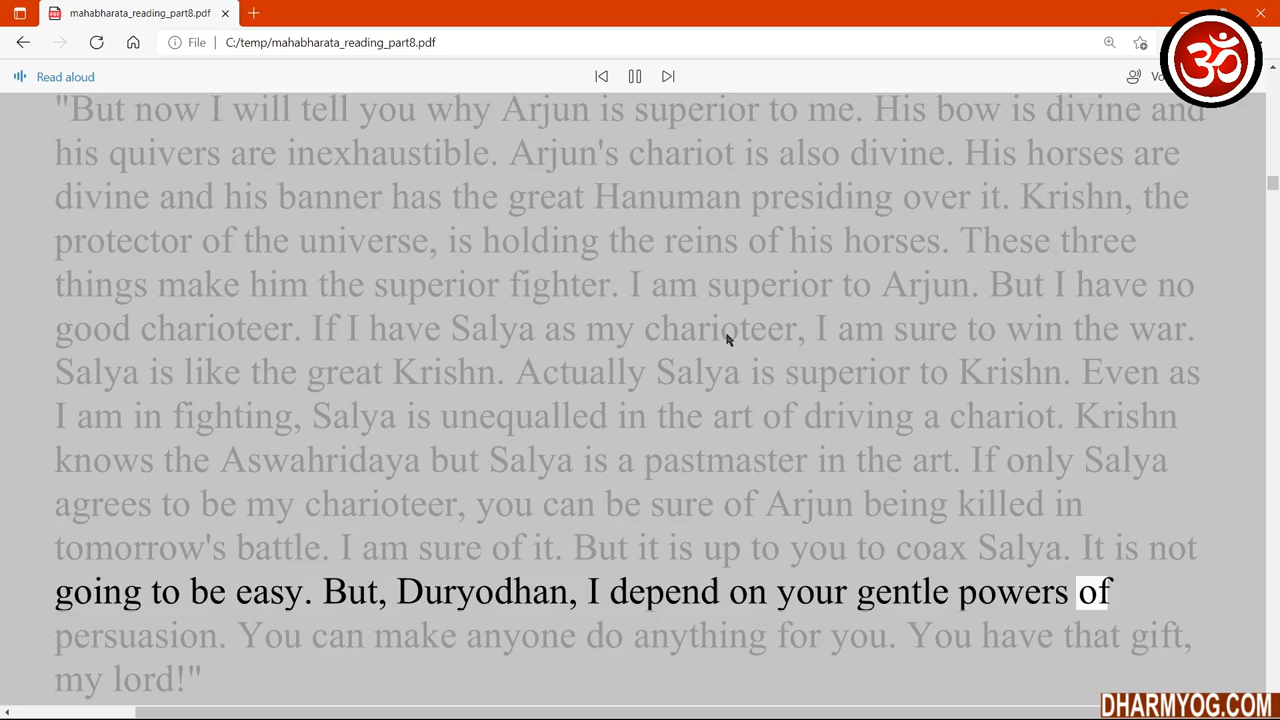 mahabharata_reading_part8.pdf
File
C:/temp/mahabharata_reading_part8.pdf
Read aloud
ॐ
"But now I will tell you why Arjun is superior to me. His bow is divine and
his quivers are inexhaustible. Arjun's chariot is also divine. His horses are
divine and his banner has the great Hanuman presiding over it. Krishn, the
protector of the universe, is holding the reins of his horses. These three
things make him the superior fighter. I am superior to Arjun. But I have no
good charioteer. If I have Salya as my charioteer, I am sure to win the war.
Salya is like the great Krishn. Actually Salya is superior to Krishn. Even as
I am in fighting, Salya is unequalled in the art of driving a chariot. Krishn
knows the Aswahridaya but Salya is a pastmaster in the art. If only Salya
agrees to be my charioteer, you can be sure of Arjun being killed in
tomorrow's battle. I am sure of it. But it is up to you to coax Salya. It is not
going to be easy. But, Duryodhan, I depend on your gentle powers of
persuasion. You can make anyone do anything for you. You have that gift,
my lord!"
DHARMYOG.COM